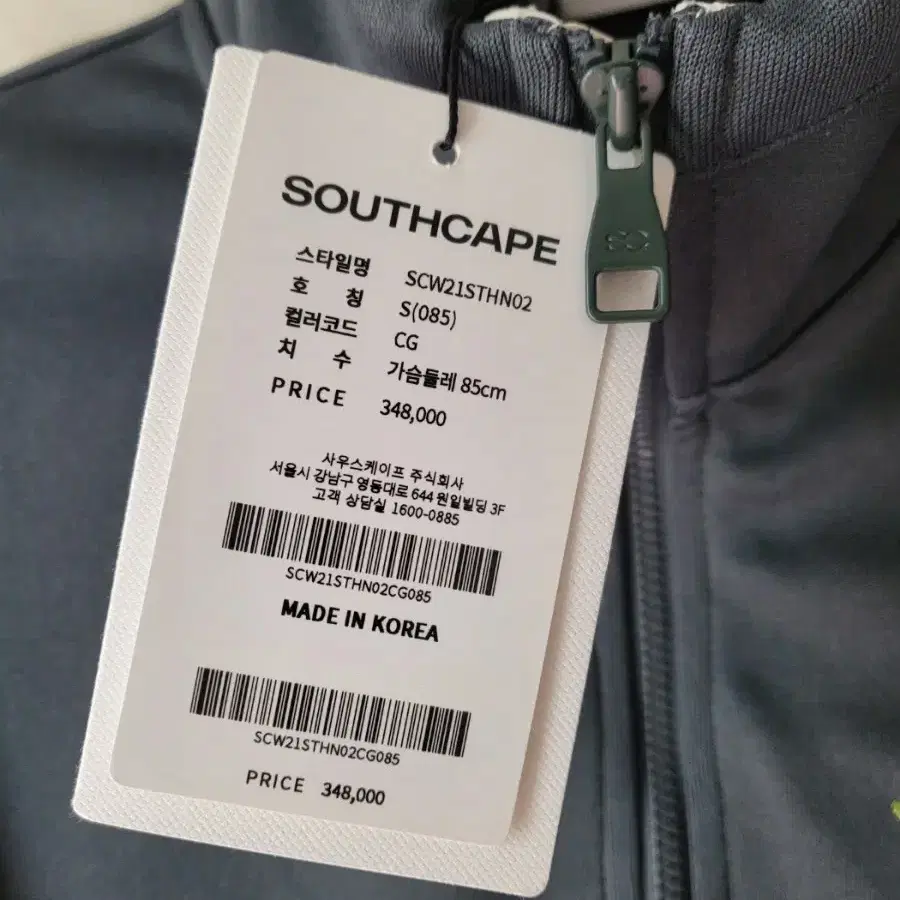 SOUTHCAPE
스타일명 SCW21STHN02
호 칭 S(085)
컬러코드 CG
치 수 가슴둘레 85cm
PRICE 348,000
사우스케이프 주식회사
서울시 강남구 영동대로 644 원일빌딩 3F
고객 상담실 1600-0885
SCW21STHN02CG085
MADE IN KOREA
SCW21STHN02CG085
PRICE 348,000
SC